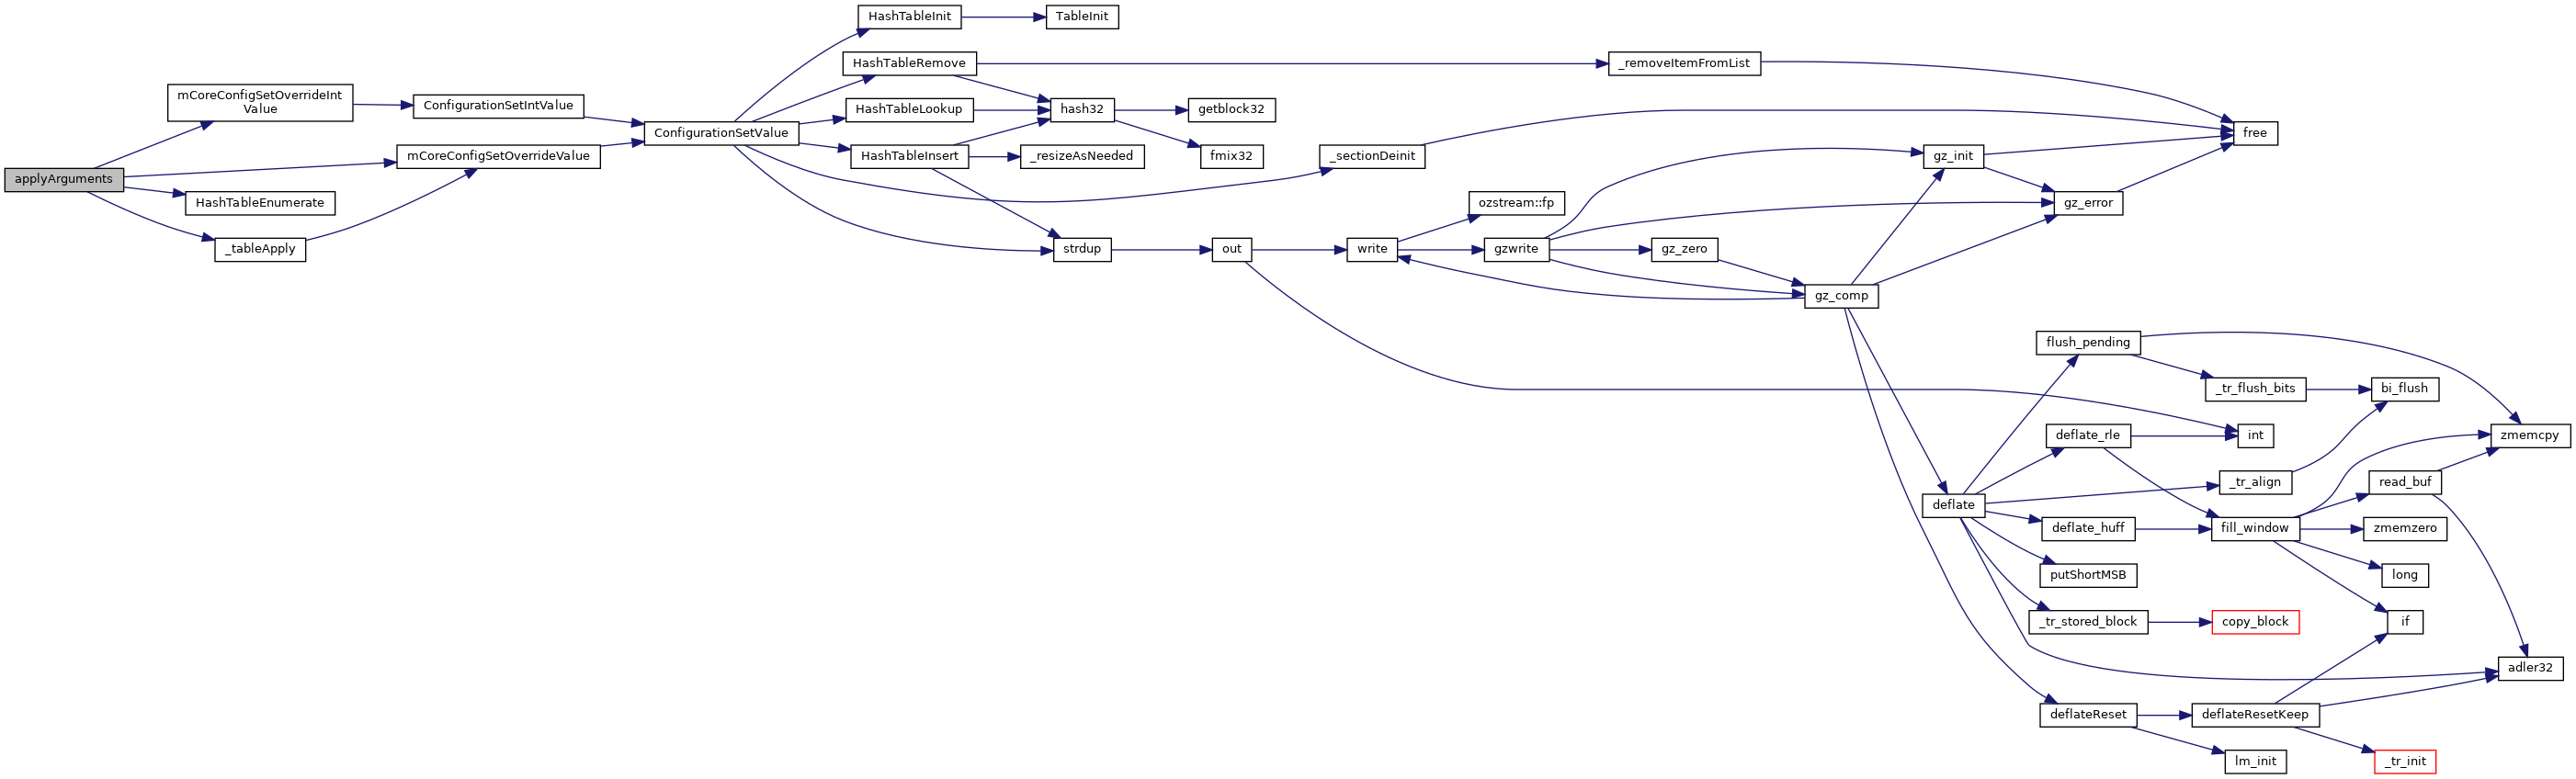 applyArguments
mCoreConfigSetOverrideInt
Value
mCoreConfigSetOverrideValue
HashTableEnumerate
_tableApply
ConfigurationSetIntValue
ConfigurationSetValue
HashTableInit
TableInit
HashTableRemove
HashTableLookup
HashTableInsert
hash32
getblock32
fmix32
_resizeAsNeeded
strdup
out
_sectionDeinit
_removeItemFromList
free
write
ozstream::fp
gzwrite
gz_zero
gz_init
gz_error
gz_comp
deflate
flush_pending
_tr_flush_bits
bi_flush
zmemcpy
deflate_rle
int
_tr_align
read_buf
deflate_huff
fill_window
zmemzero
putShortMSB
long
_tr_stored_block
copy_block
if
adler32
deflateReset
deflateResetKeep
lm_init
_tr_init